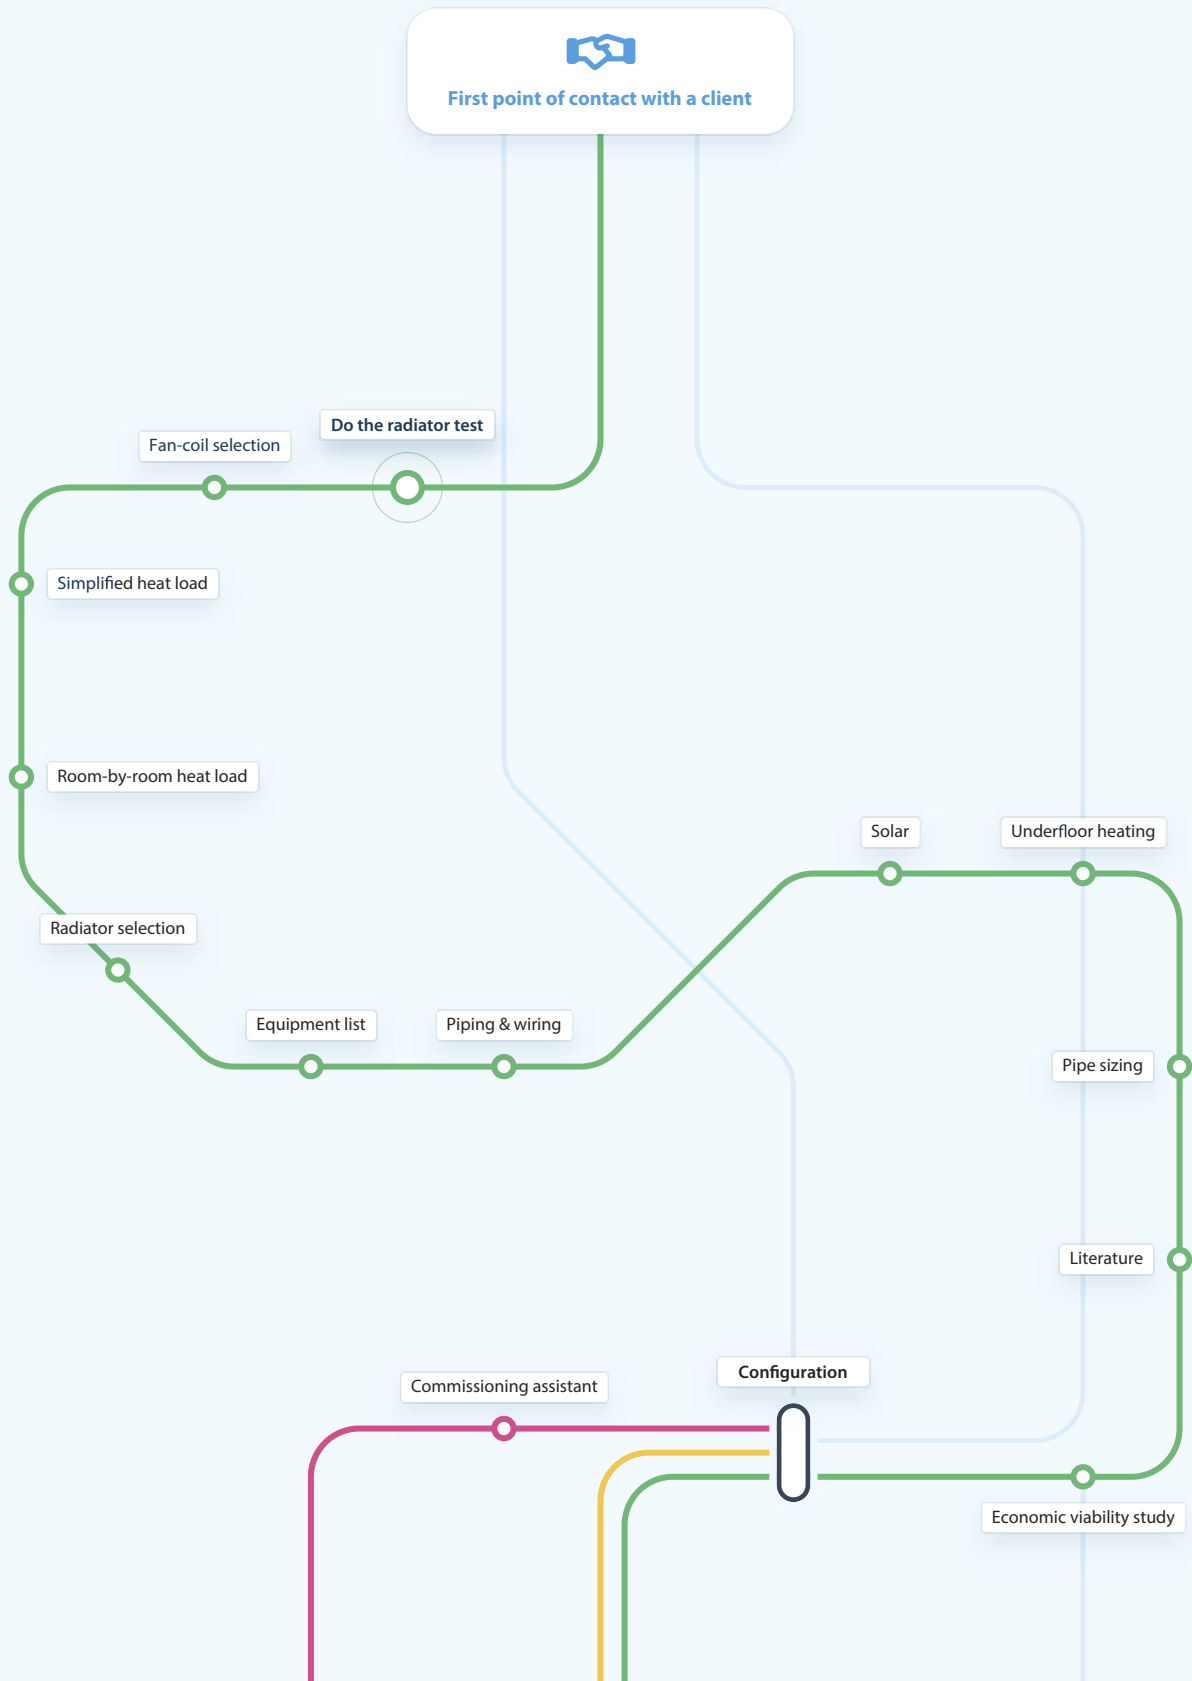 First point of contact with a client
Do the radiator test
Fan-coil selection
Simplified heat load
Room-by-room heat load
Solar
Underfloor heating
Radiator selection
Equipment list
Piping & wiring
Pipe sizing
Literature
Configuration
Commissioning assistant
Economic viability study